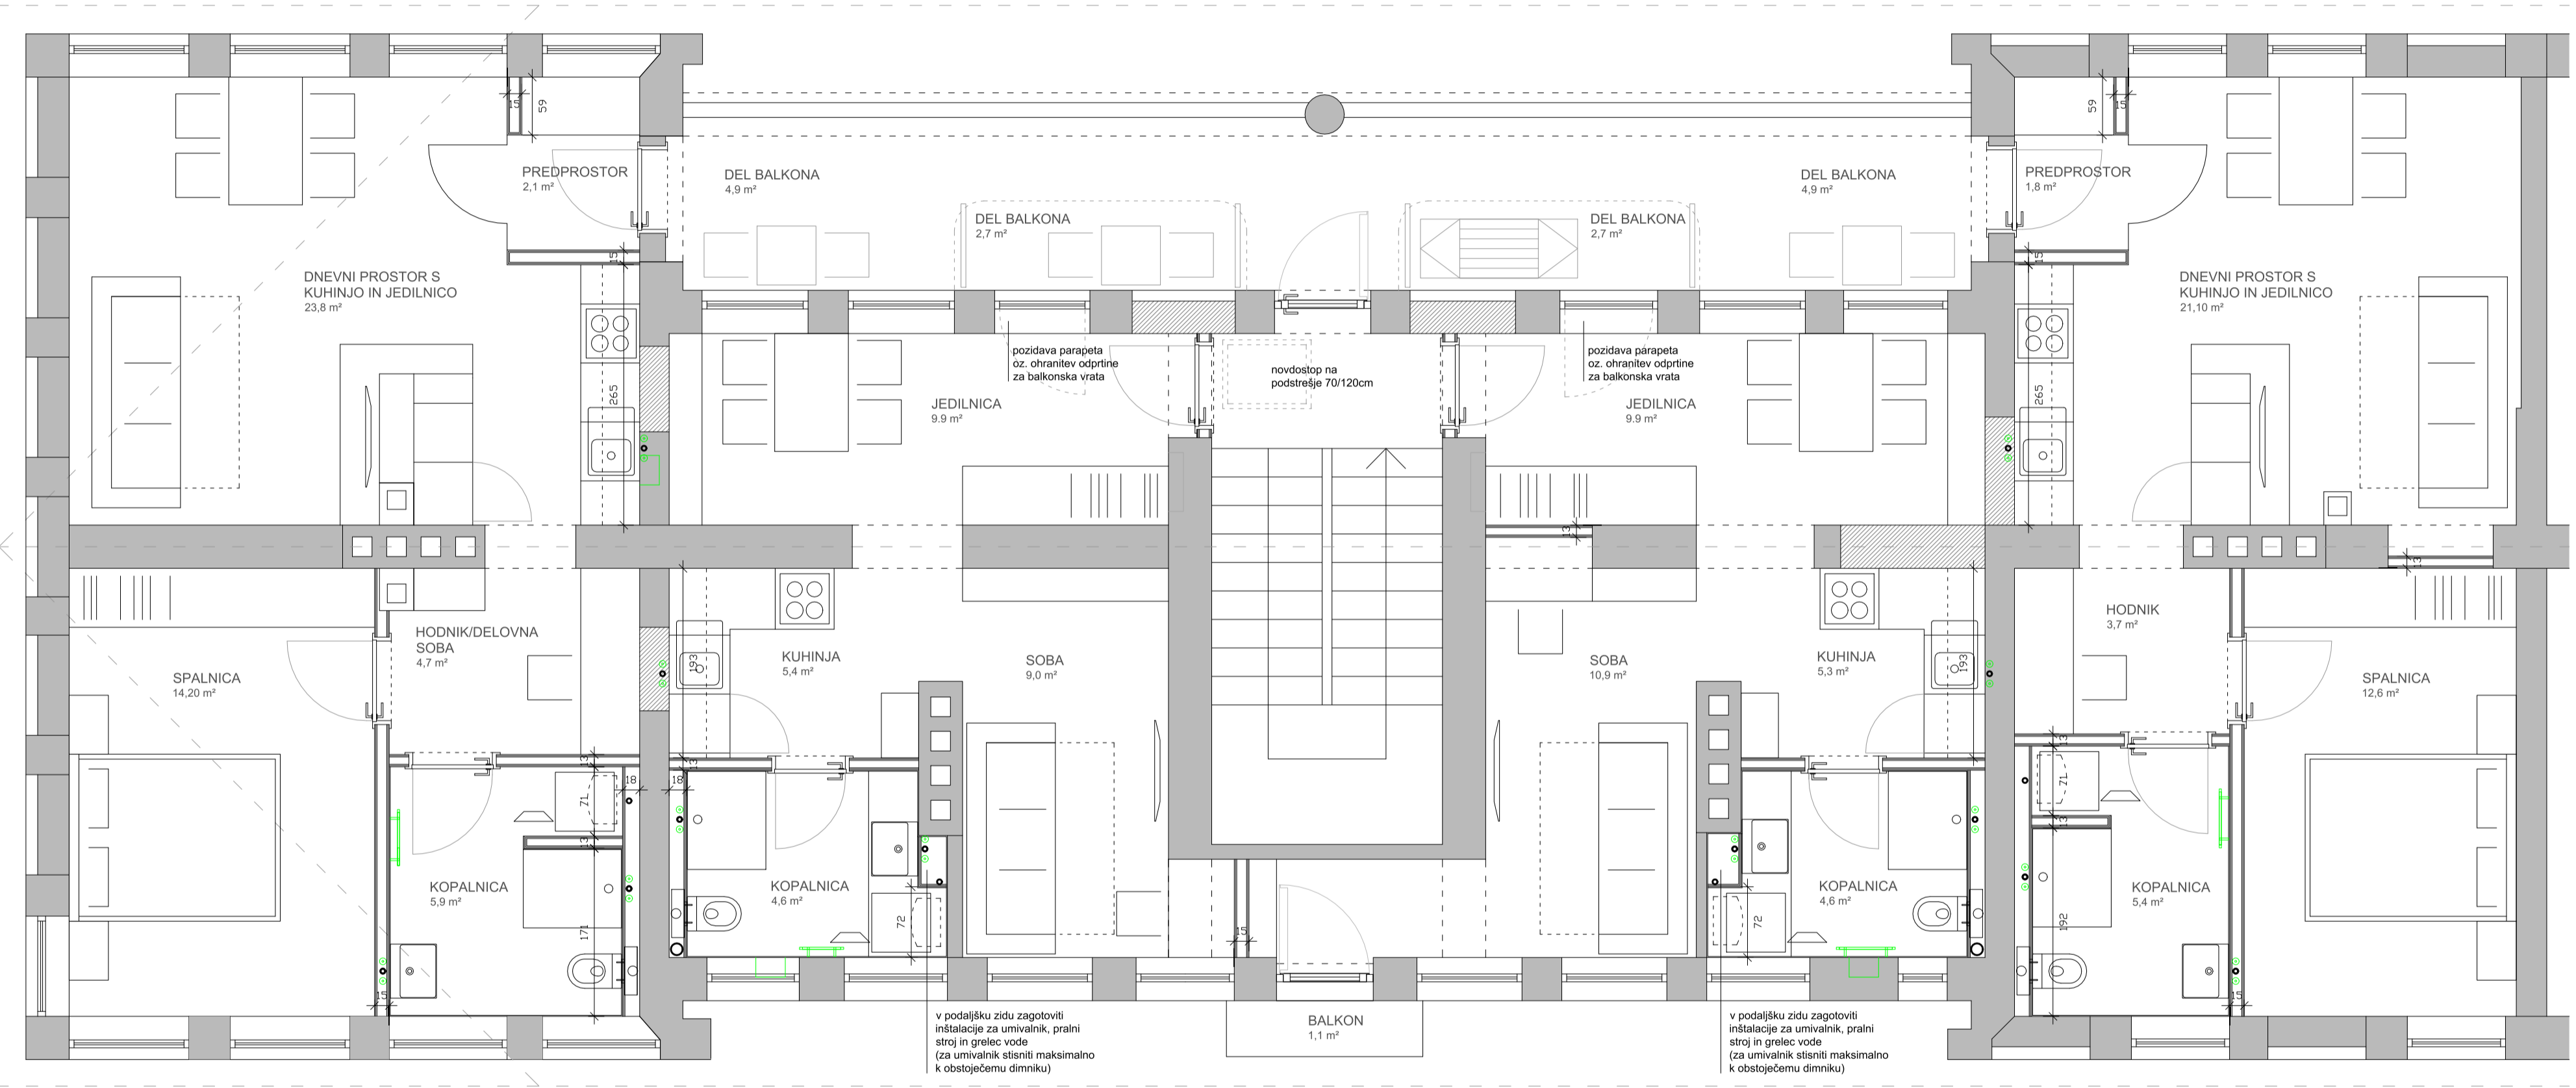 15
59
59
15
PREDPROSTOR
2,1 m²
DEL BALKONA
4,9 m²
DEL BALKONA
4,9 m²
PREDPROSTOR
1,8 m²
DEL BALKONA
2,7 m²
DEL BALKONA
2,7 m²
15
15
DNEVNI PROSTOR S
KUHINJO IN JEDILNICO
23,8 m²
DNEVNI PROSTOR S
KUHINJO IN JEDILNICO
21,10 m²
pozidava parapeta
oz. ohranitev odprtine
za balkonska vrata
novdostop na
podstrešje 70/120cm
pozidava parapeta
oz. ohranitev odprtine
za balkonska vrata
265
265
JEDILNICA
9.9 m²
JEDILNICA
9.9 m²
13
13
HODNIK/DELOVNA
SOBA
4,7 m²
HODNIK
3,7 m²
SPALNICA
14,20 m²
193
KUHINJA
5,4 m²
SOBA
9,0 m²
SOBA
10,9 m²
KUHINJA
5,3 m²
193
SPALNICA
12,6 m²
13
13
13
18
18
71
71
13
13
KOPALNICA
5,9 m²
KOPALNICA
4,6 m²
KOPALNICA
4,6 m²
KOPALNICA
5,4 m²
171
72
72
192
15
15
15
v podaljšku zidu zagotoviti
inštalacije za umivalnik, pralni
stroj in grelec vode
(za umivalnik stisniti maksimalno
k obstoječemu dimniku)
BALKON
1,1 m²
v podaljšku zidu zagotoviti
inštalacije za umivalnik, pralni
stroj in grelec vode
(za umivalnik stisniti maksimalno
k obstoječemu dimniku)